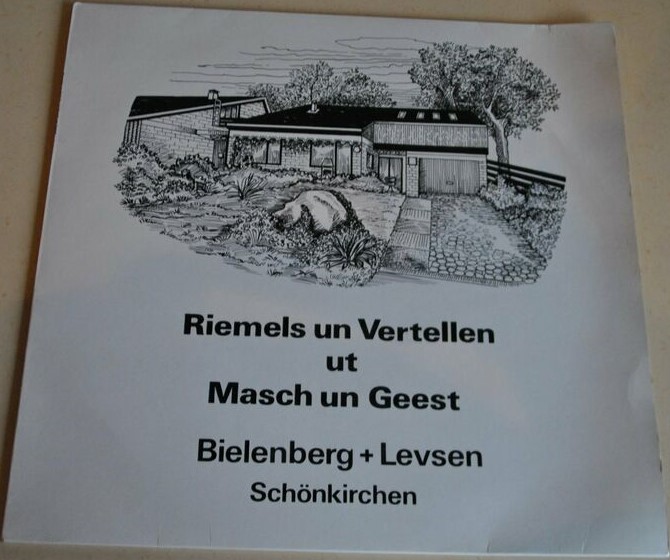 Riemels un Vertellen
ut
Masch un Geest
Bielenberg + Levsen
Schönkirchen